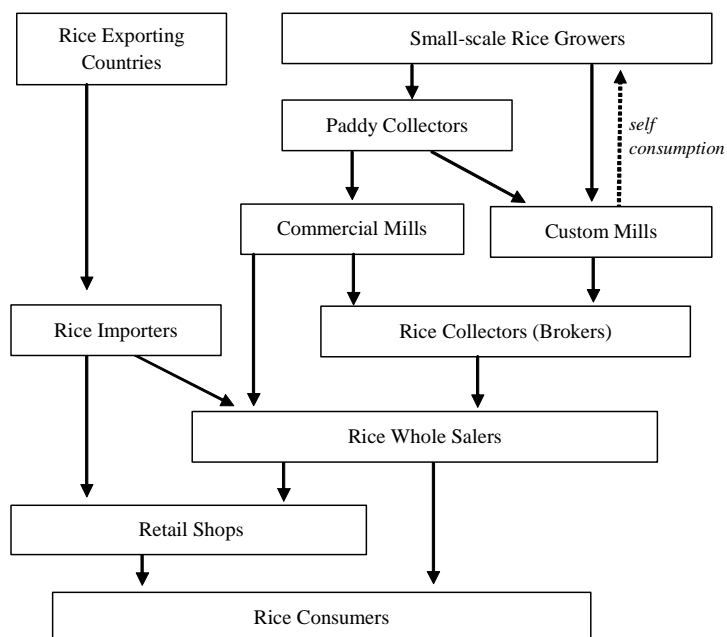 Rice Exporting
Countries
Small-scale Rice Growers
Paddy Collectors
self
consumption
Commercial Mills
Custom Mills
Rice Importers
Rice Collectors (Brokers)
Rice Whole Salers
Retail Shops
Rice Consumers